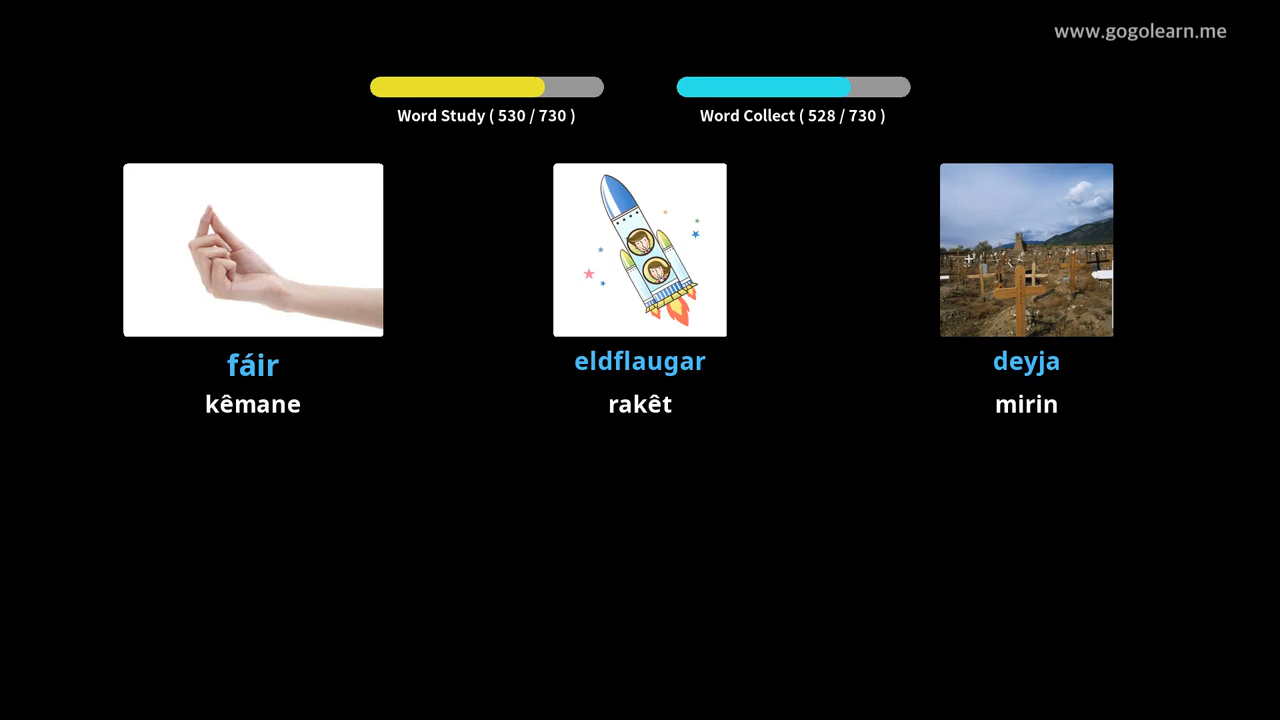 www.gogolearn.me
Word Study ( 530 / 730 )
Word Collect ( 528 / 730 )
fáir
eldflaugar
deyja
kêmane
rakêt
mirin